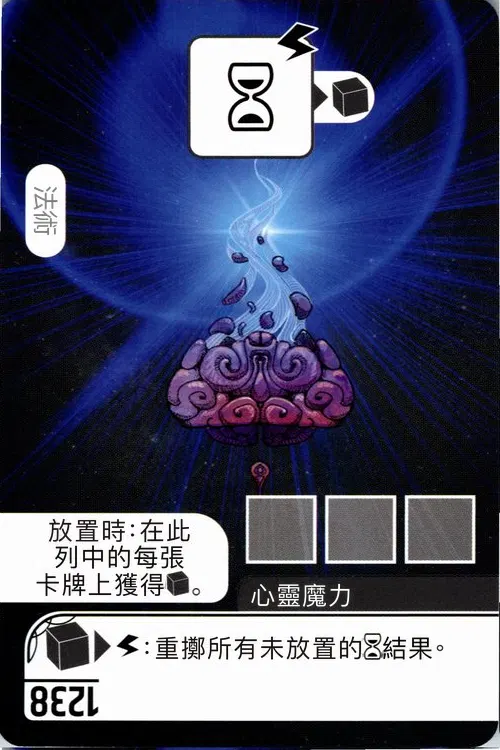 法術
放置時:在此
列中的每張
卡牌上獲得。
心靈魔力
:重擲所有未放置的結果。
1238